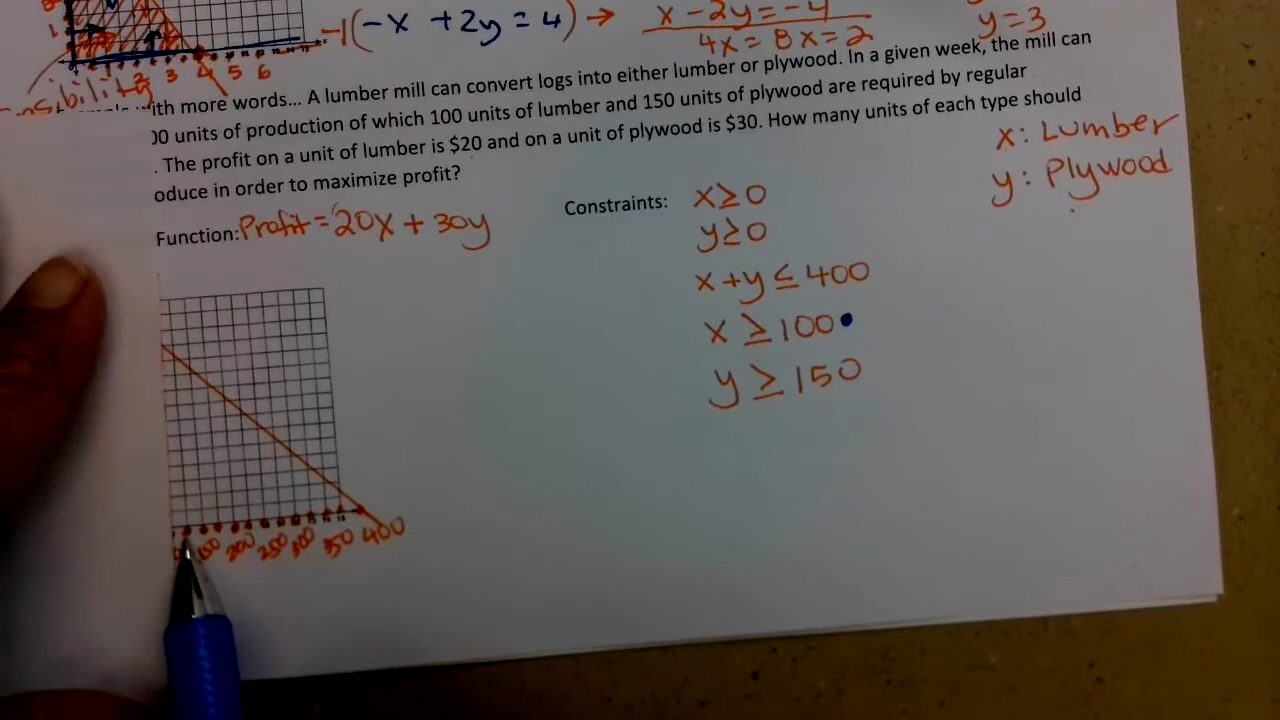 -1(-x +2y = 4) → x - 2y = -4
4x = 8 x = 2
y = 3
3 4 5 6
with more words... A lumber mill can convert logs into either lumber or plywood. In a given week, the mill can
00 units of production of which 100 units of lumber and 150 units of plywood are required by regular
. The profit on a unit of lumber is $20 and on a unit of plywood is $30. How many units of each type should
oduce in order to maximize profit?
x: Lumber
y: Plywood
Function: Profit = 20x + 30y
Constraints: x ≥ 0
y ≥ 0
x + y ≤ 400
x ≥ 100
y ≥ 150
150 200 250 300 350 400